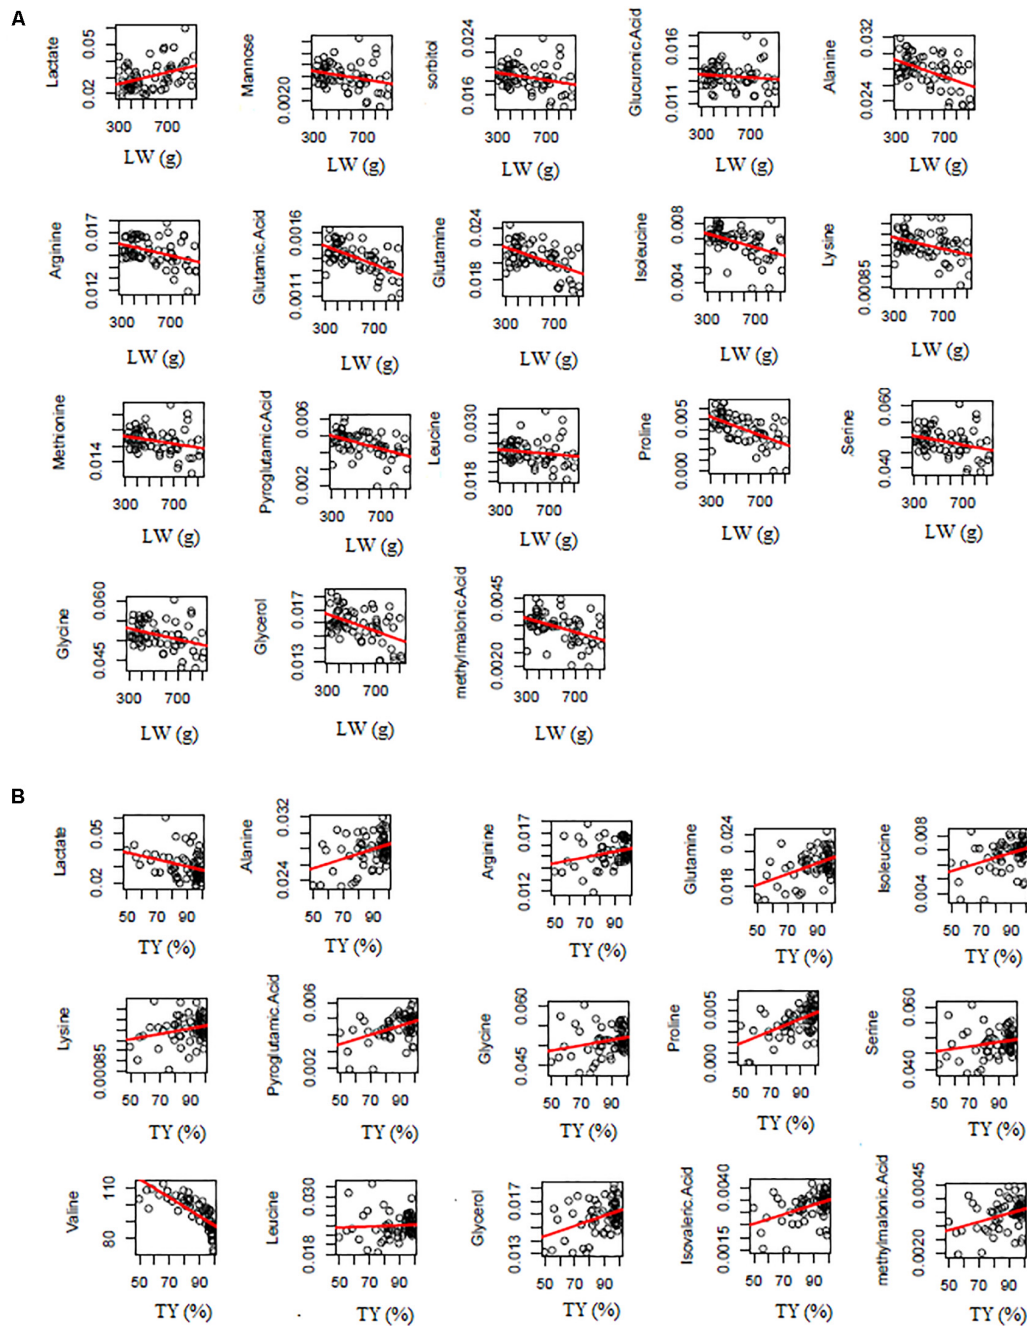 A
Lactate 0.02 0.05 300 700 LW (g)
Mannose 0.0020 300 700 LW (g)
sorbitol 0.016 0.024 300 700 LW (g)
Glucuronic.Acid 0.011 0.016 300 700 LW (g)
Alanine 0.024 0.032 300 700 LW (g)
Arginine 0.012 0.017 300 700 LW (g)
Glutamic.Acid 0.0011 0.0016 300 700 LW (g)
Glutamine 0.018 0.024 300 700 LW (g)
Isoleucine 0.004 0.008 300 700 LW (g)
Lysine 0.00085 300 700 LW (g)
Methionine 0.014 300 700 LW (g)
Pyroglutamic.Acid 0.002 0.006 300 700 LW (g)
Leucine 0.018 0.030 300 700 LW (g)
Proline 0.000 0.005 300 700 LW (g)
Serine 0.040 0.060 300 700 LW (g)
Glycine 0.045 0.060 300 700 LW (g)
Glycerol 0.013 0.017 300 700 LW (g)
methylmalonic.Acid 0.0020 0.0045 300 700 LW (g)
B
Lactate 0.02 0.05 50 70 90 TY (%)
Alanine 0.024 0.032 50 70 90 TY (%)
Arginine 0.012 0.017 50 70 90 TY (%)
Glutamine 0.018 0.024 50 70 90 TY (%)
Isoleucine 0.004 0.008 50 70 90 TY (%)
Lysine 0.00085 50 70 90 TY (%)
Pyroglutamic.Acid 0.002 0.006 50 70 90 TY (%)
Glycine 0.045 0.060 50 70 90 TY (%)
Proline 0.000 0.005 50 70 90 TY (%)
Serine 0.040 0.060 50 70 90 TY (%)
Valine 80 110 50 70 90 TY (%)
Leucine 0.018 0.030 50 70 90 TY (%)
Glycerol 0.013 0.017 50 70 90 TY (%)
Isovaleric.Acid 0.0015 0.0040 50 70 90 TY (%)
methylmalonic.Acid 0.0020 0.0045 50 70 90 TY (%)